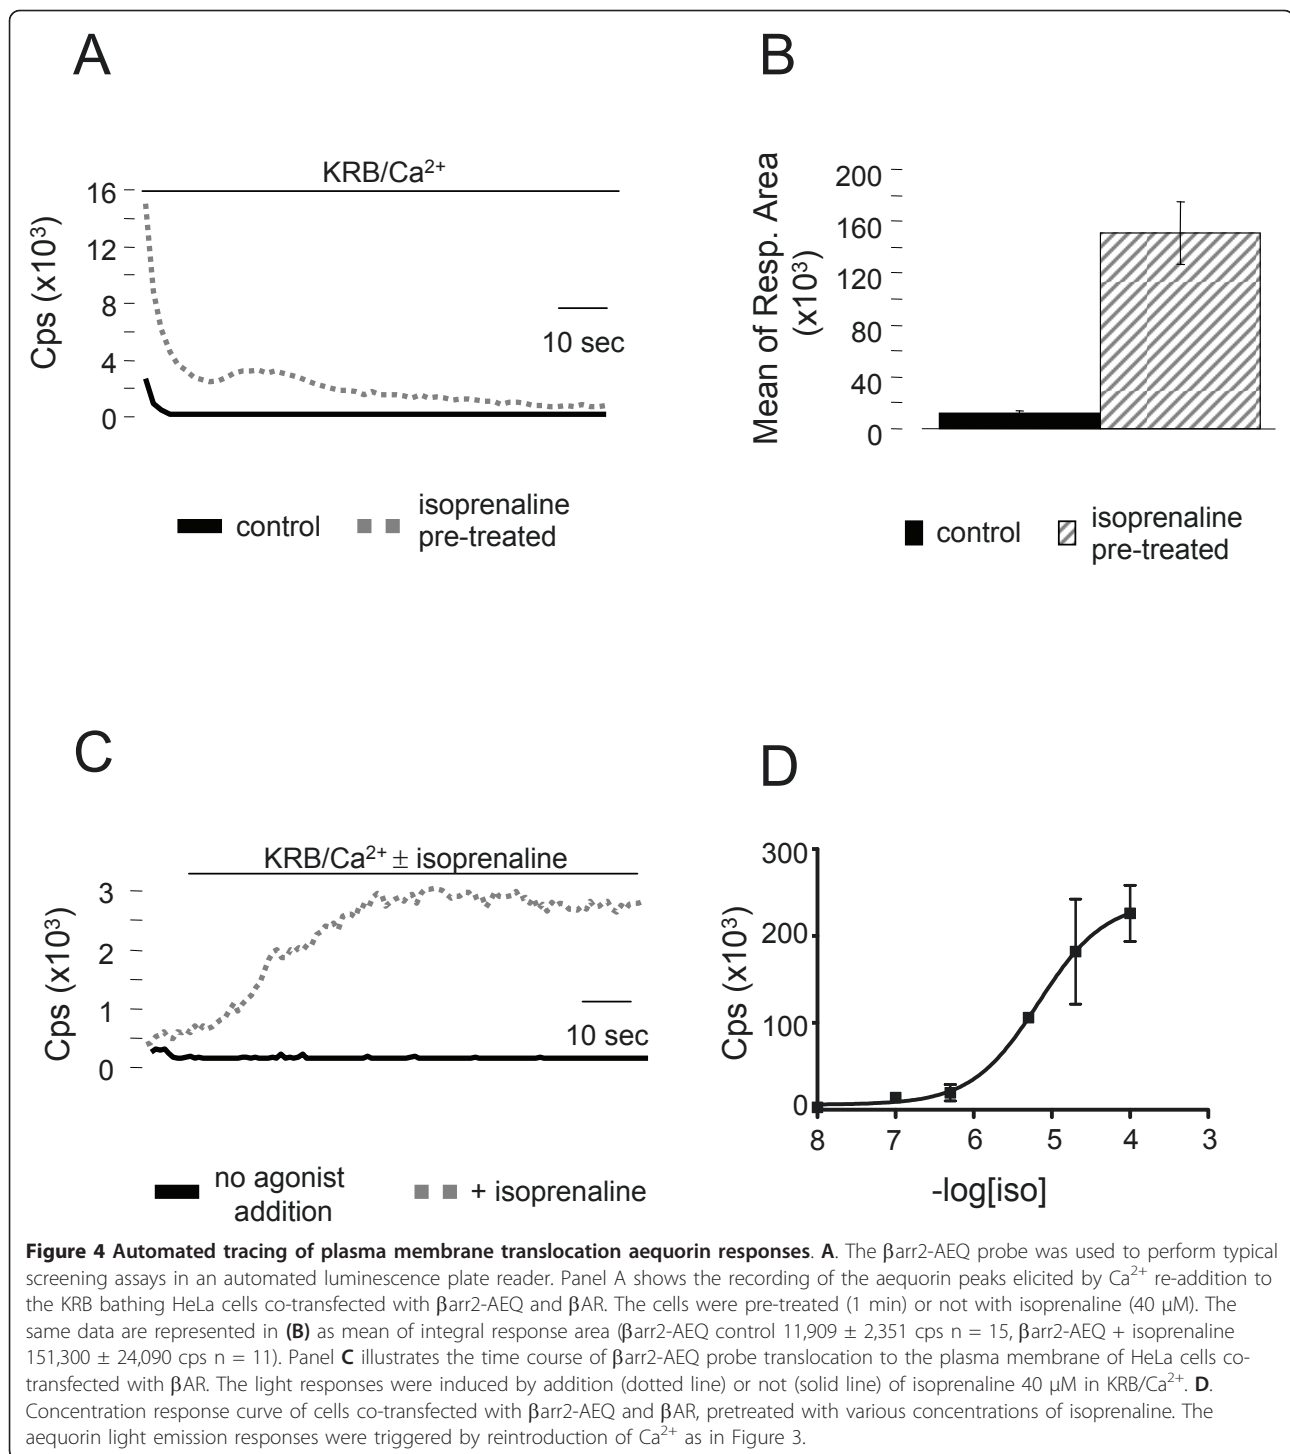 A
KRB/Ca²⁺
16
12
8
4
0
Cps (x10³)
10 sec
control
isoprenaline
pre-treated
B
Mean of Resp. Area
(x10³)
200
160
120
80
40
0
control
isoprenaline
pre-treated
C
KRB/Ca²⁺ ± isoprenaline
3
2
1
0
Cps (x10³)
10 sec
no agonist
addition
+ isoprenaline
D
300
200
100
0
Cps (x10³)
8 7 6 5 4 3
-log[iso]
Figure 4 Automated tracing of plasma membrane translocation aequorin responses. A. The βarr2-AEQ probe was used to perform typical
screening assays in an automated luminescence plate reader. Panel A shows the recording of the aequorin peaks elicited by Ca²⁺ re-addition to
the KRB bathing HeLa cells co-transfected with βarr2-AEQ and βAR. The cells were pre-treated (1 min) or not with isoprenaline (40 μM). The
same data are represented in (B) as mean of integral response area (βarr2-AEQ control 11,909 ± 2,351 cps n = 15, βarr2-AEQ + isoprenaline
151,300 ± 24,090 cps n = 11). Panel C illustrates the time course of βarr2-AEQ probe translocation to the plasma membrane of HeLa cells co-
transfected with βAR. The light responses were induced by addition (dotted line) or not (solid line) of isoprenaline 40 μM in KRB/Ca²⁺. D.
Concentration response curve of cells co-transfected with βarr2-AEQ and βAR, pretreated with various concentrations of isoprenaline. The
aequorin light emission responses were triggered by reintroduction of Ca²⁺ as in Figure 3.